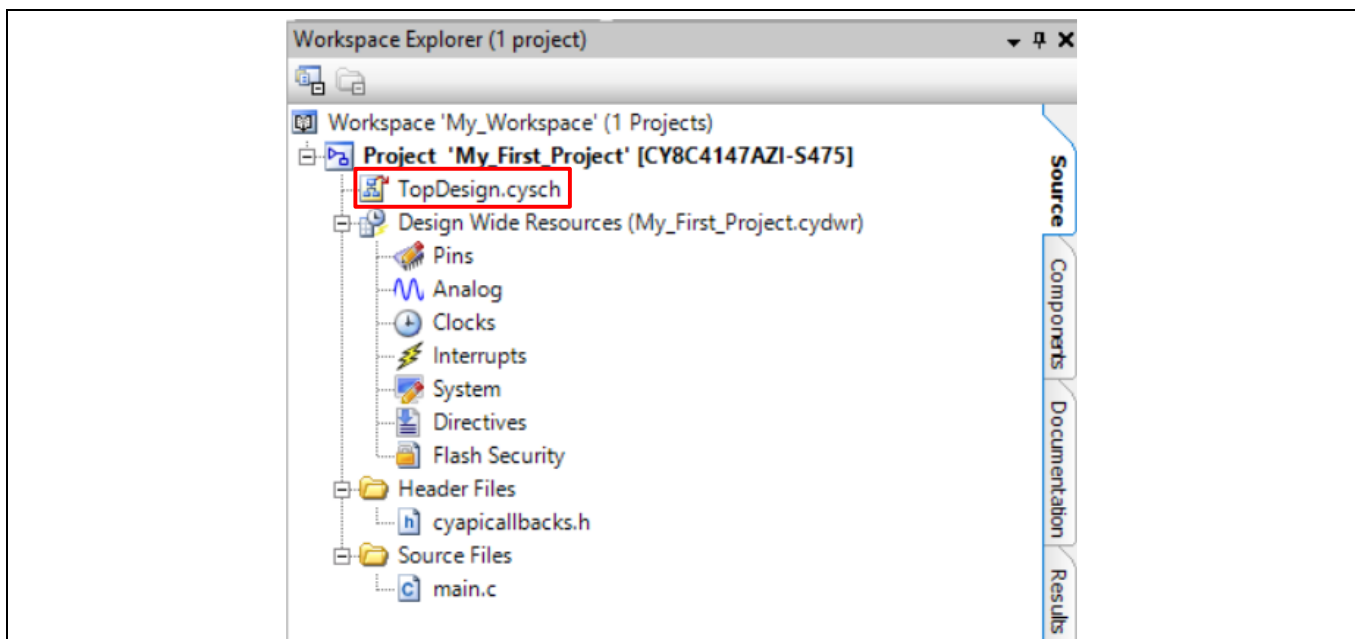 Workspace Explorer (1 project)
Workspace 'My_Workspace' (1 Projects)
Project 'My_First_Project' [CY8C4147AZI-S475]
TopDesign.cysch
Design Wide Resources (My_First_Project.cydwr)
Pins
Analog
Clocks
Interrupts
System
Directives
Flash Security
Header Files
h cyapicallbacks.h
Source Files
c main.c
Source
Components
Documentation
Results